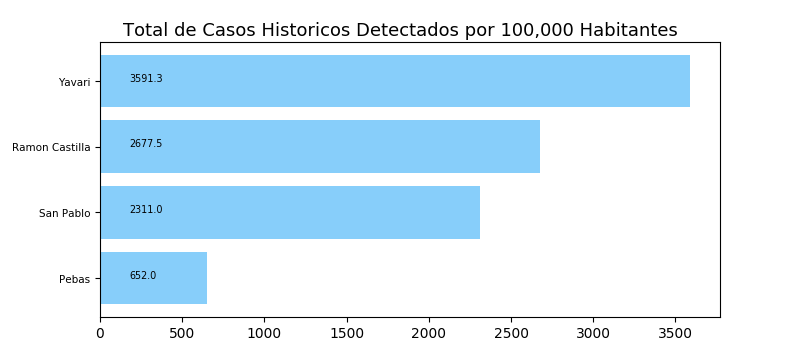 Total de Casos Historicos Detectados por 100,000 Habitantes
Yavari
3591.3
Ramon Castilla
2677.5
San Pablo
2311.0
Pebas
652.0
0 500 1000 1500 2000 2500 3000 3500